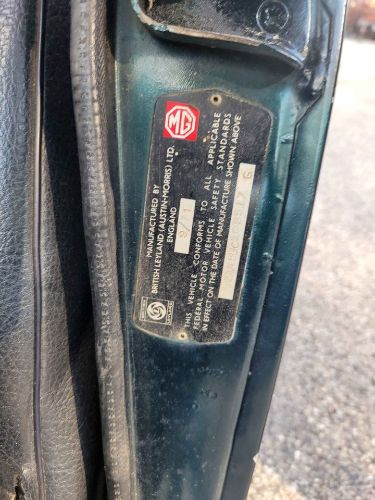 MG
MANUFACTURED BY
BRITISH LEYLAND (AUSTIN-MORRIS) LTD.
ENGLAND
THIS VEHICLE CONFORMS TO ALL APPLICABLE
FEDERAL MOTOR VEHICLE SAFETY STANDARDS
IN EFFECT ON THE DATE OF MANUFACTURE SHOWN ABOVE